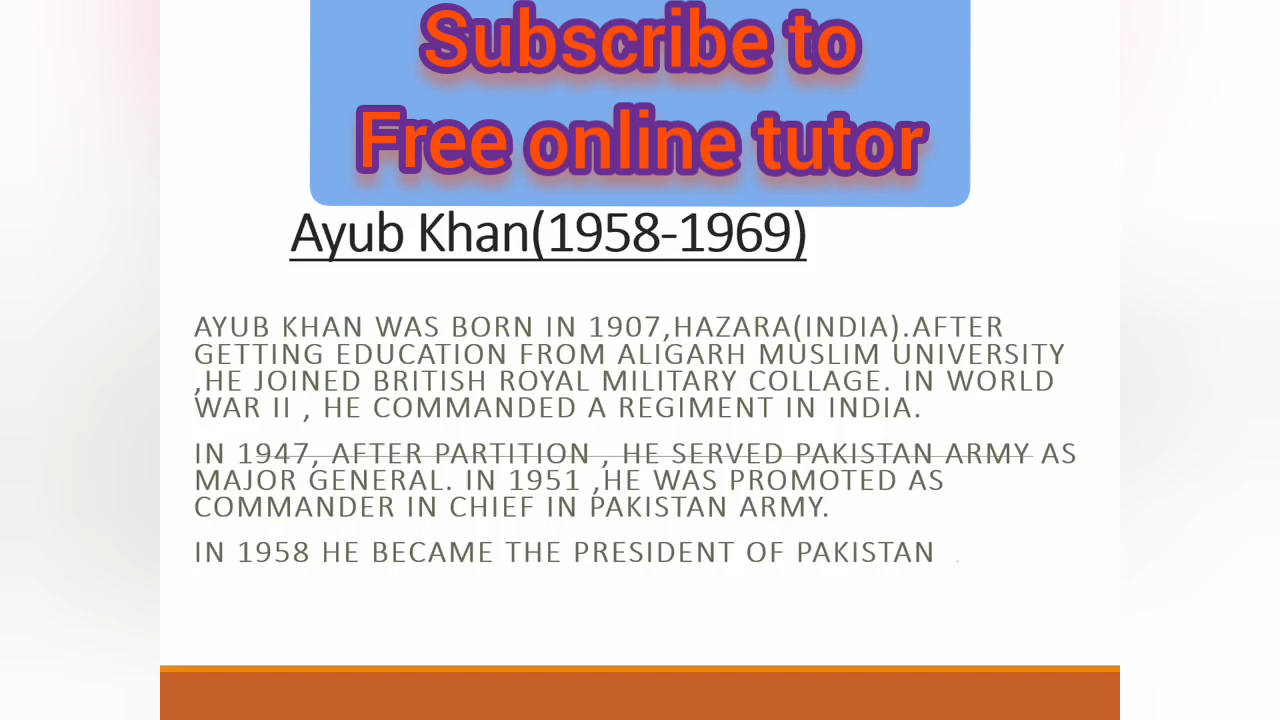 Subscribe to
Free online tutor
Ayub Khan(1958-1969)
AYUB KHAN WAS BORN IN 1907,HAZARA(INDIA).AFTER
GETTING EDUCATION FROM ALIGARH MUSLIM UNIVERSITY
,HE JOINED BRITISH ROYAL MILITARY COLLAGE. IN WORLD
WAR II , HE COMMANDED A REGIMENT IN INDIA.
IN 1947, AFTER PARTITION , HE SERVED PAKISTAN ARMY AS
MAJOR GENERAL. IN 1951 ,HE WAS PROMOTED AS
COMMANDER IN CHIEF IN PAKISTAN ARMY.
IN 1958 HE BECAME THE PRESIDENT OF PAKISTAN .